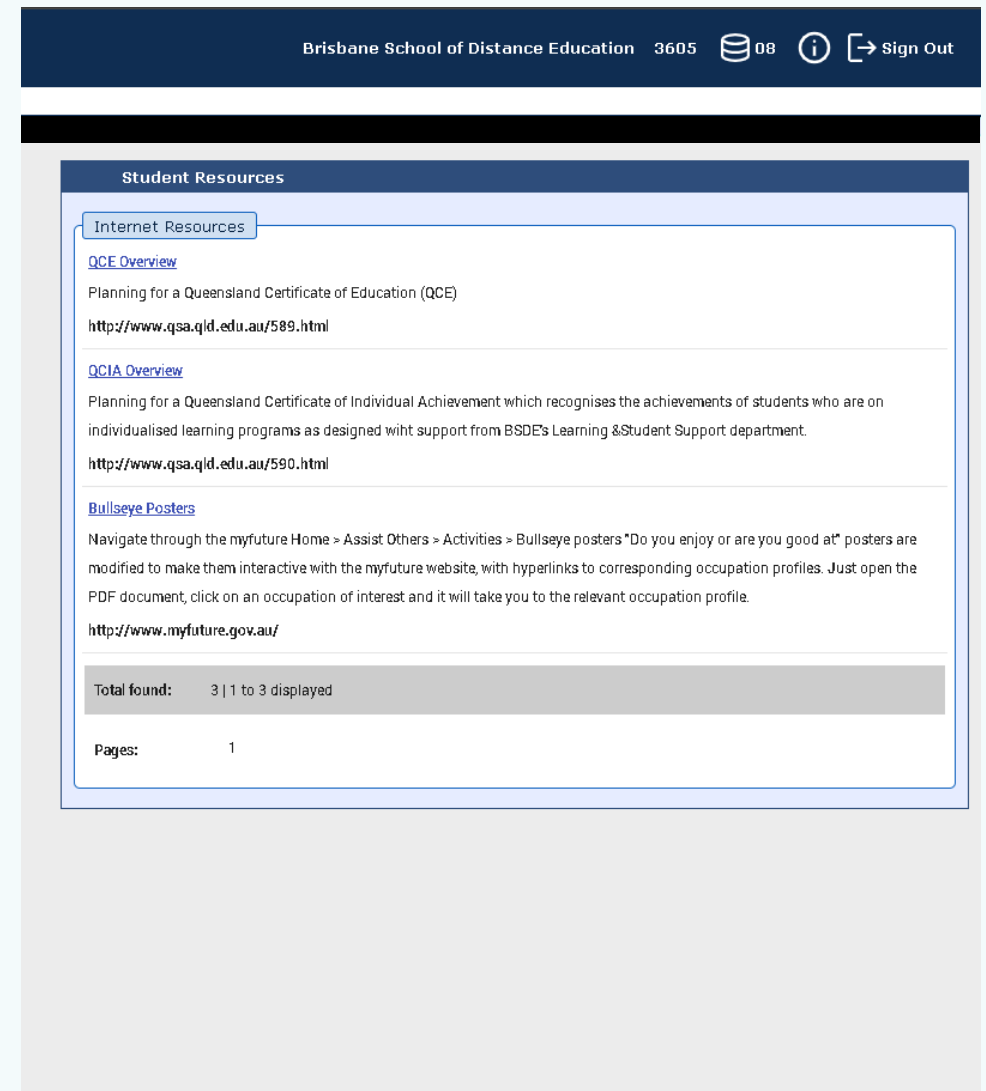 Brisbane School of Distance Education 3605 08 Sign Out
Student Resources
Internet Resources
QCE Overview
Planning for a Queensland Certificate of Education (QCE)
http://www.qsa.qld.edu.au/589.html
QCIA Overview
Planning for a Queensland Certificate of Individual Achievement which recognises the achievements of students who are on
individualised learning programs as designed wiht support from BSDE's Learning &Student Support department.
http://www.qsa.qld.edu.au/590.html
Bullseye Posters
Navigate through the myfuture Home > Assist Others > Activities > Bullseye posters "Do you enjoy or are you good at" posters are
modified to make them interactive with the myfuture website, with hyperlinks to corresponding occupation profiles. Just open the
PDF document, click on an occupation of interest and it will take you to the relevant occupation profile.
http://www.myfuture.gov.au/
Total found: 3 | 1 to 3 displayed
Pages: 1